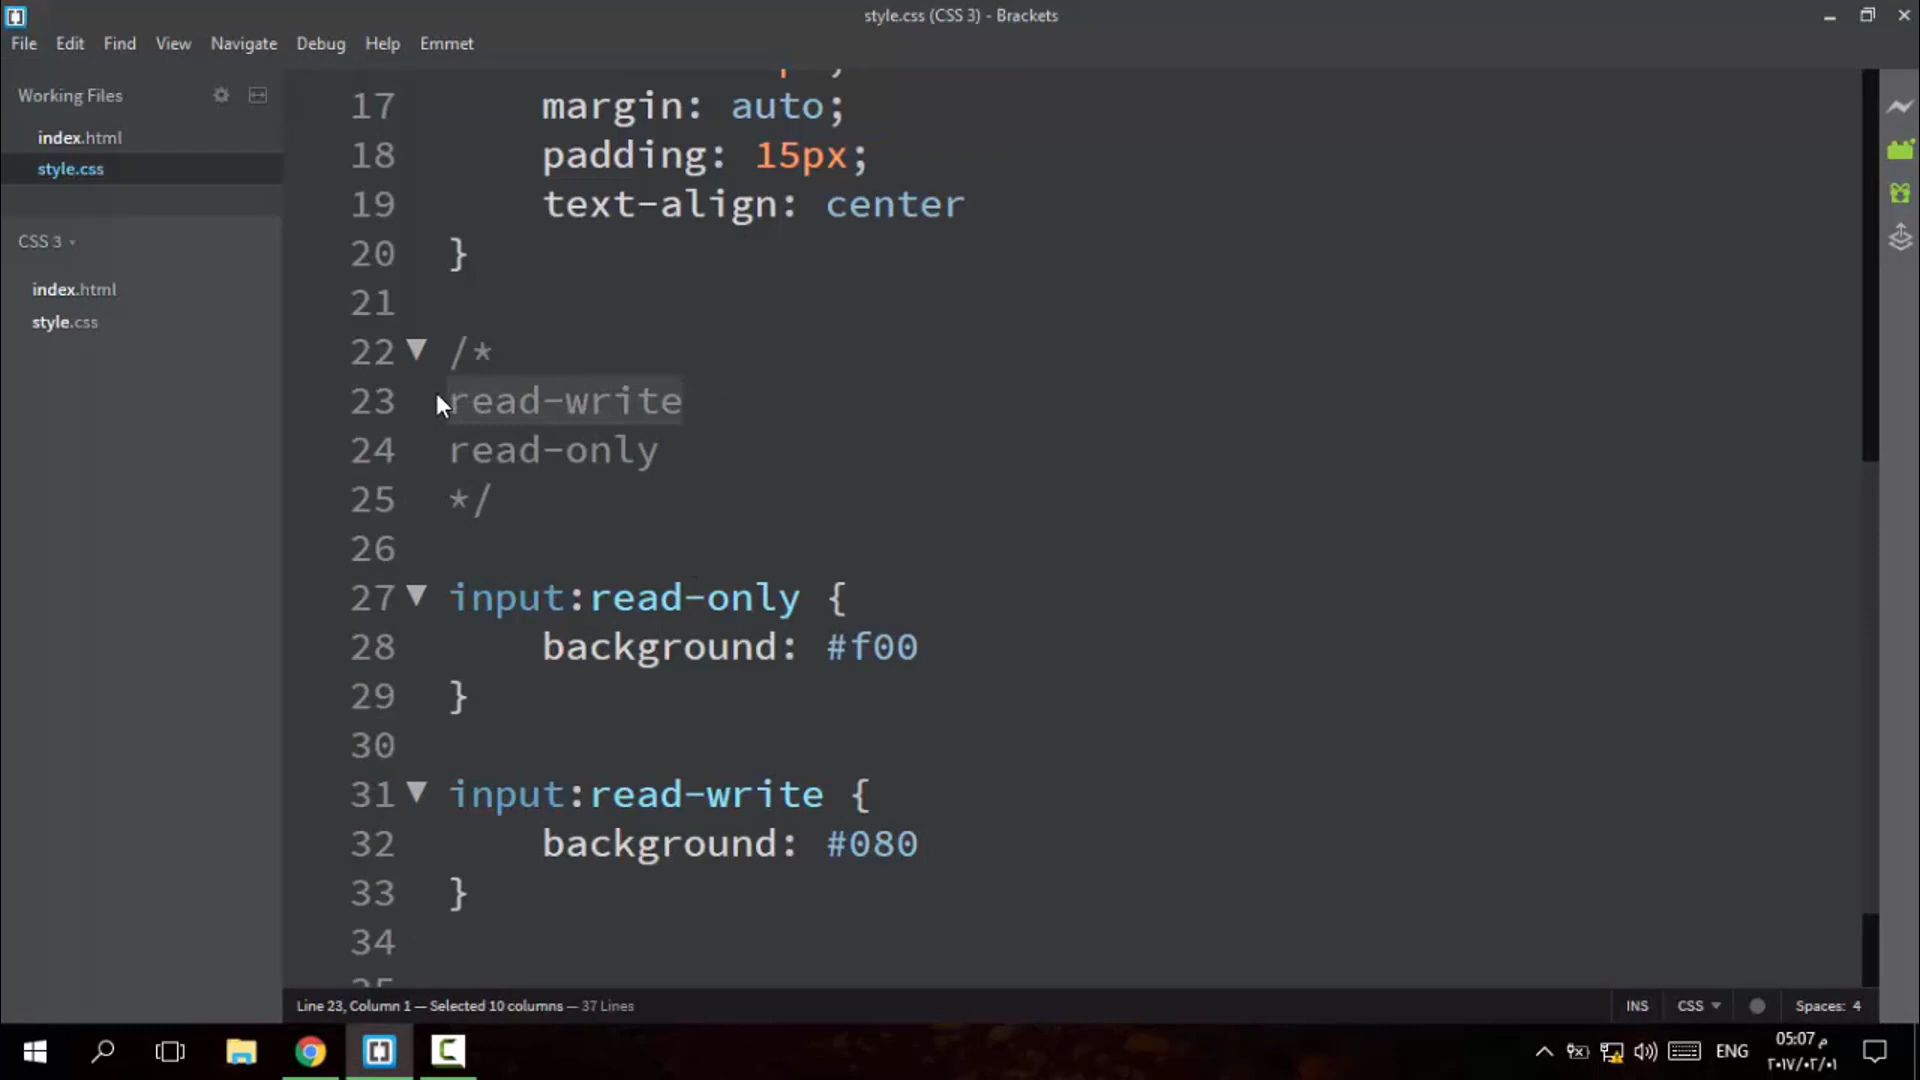 style.css (CSS 3) - Brackets
File Edit Find View Navigate Debug Help Emmet
Working Files
index.html
style.css
CSS 3
index.html
style.css
17 margin: auto;
18 padding: 15px;
19 text-align: center
20 }
21
22 /*
23 read-write
24 read-only
25 */
26
27 input:read-only {
28 background: #f00
29 }
30
31 input:read-write {
32 background: #080
33 }
34
Line 23, Column 1 — Selected 10 columns — 37 Lines
INS CSS Spaces: 4
ENG
05:07 م
٢٠١٧/٠٢/٠١